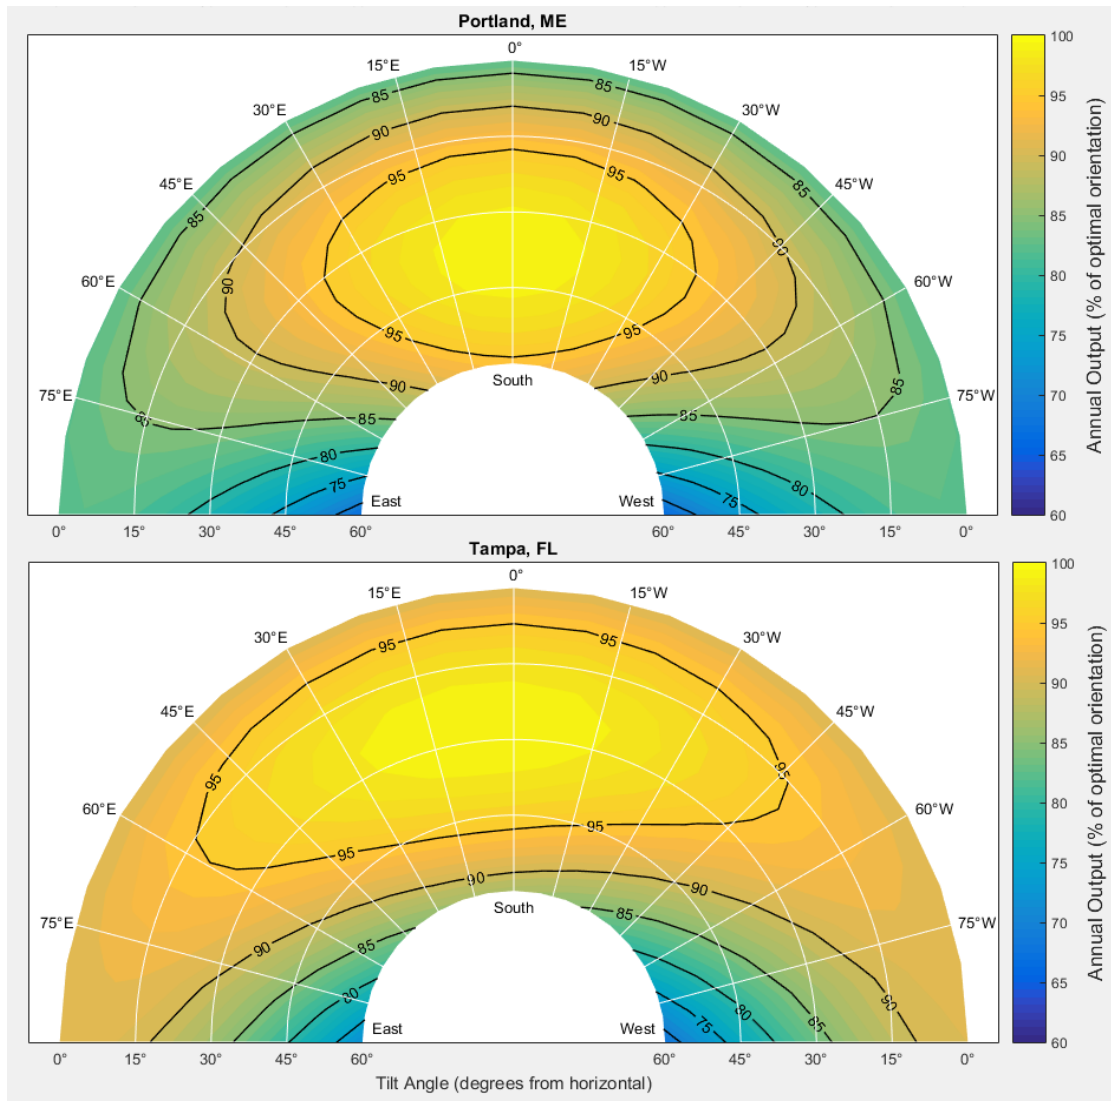 Portland, ME
0°
15°E 15°W
30°E 30°W
45°E 45°W
60°E 60°W
75°E 75°W
85 85
90 90
95 95
85 85
90 90
95 95
90 90
85 85
85 85
80 80
75 75
South
East West
0° 15° 30° 45° 60° 60° 45° 30° 15° 0°
100
95
90
85
80
75
70
65
60
Annual Output (% of optimal orientation)
Tampa, FL
0°
15°E 15°W
30°E 30°W
45°E 45°W
60°E 60°W
75°E 75°W
95 95
95 95
95 95
90 90
90 90
85 85
85
80 80
75
South
East West
0° 15° 30° 45° 60° 60° 45° 30° 15° 0°
Tilt Angle (degrees from horizontal)
100
95
90
85
80
75
70
65
60
Annual Output (% of optimal orientation)